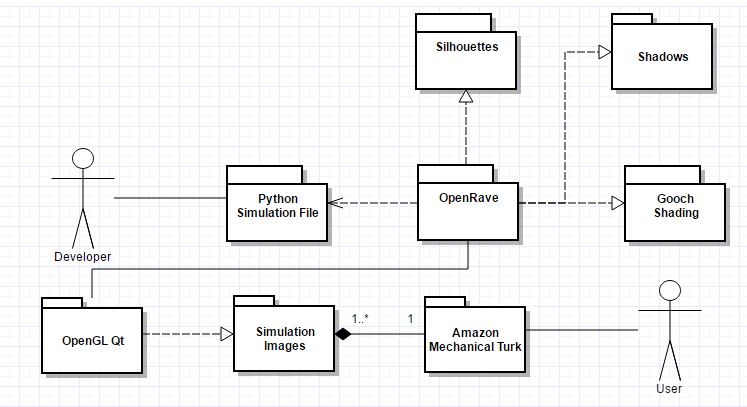 Silhouettes
Shadows
Python
Simulation File
OpenRave
Gooch
Shading
Developer
OpenGL Qt
Simulation
Images
1..*
1
Amazon
Mechanical Turk
User